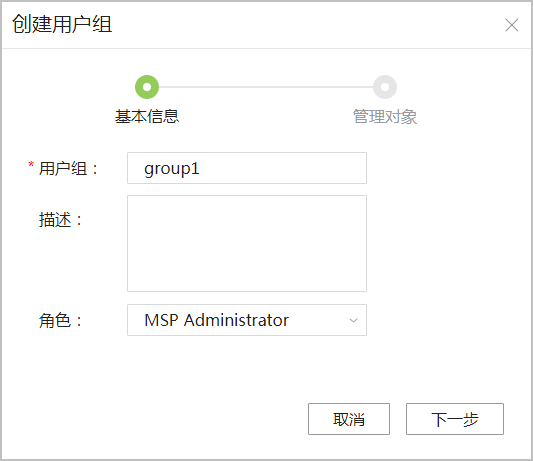 创建用户组
基本信息
管理对象
* 用户组：
group1
描述：
角色：
MSP Administrator
取消
下一步